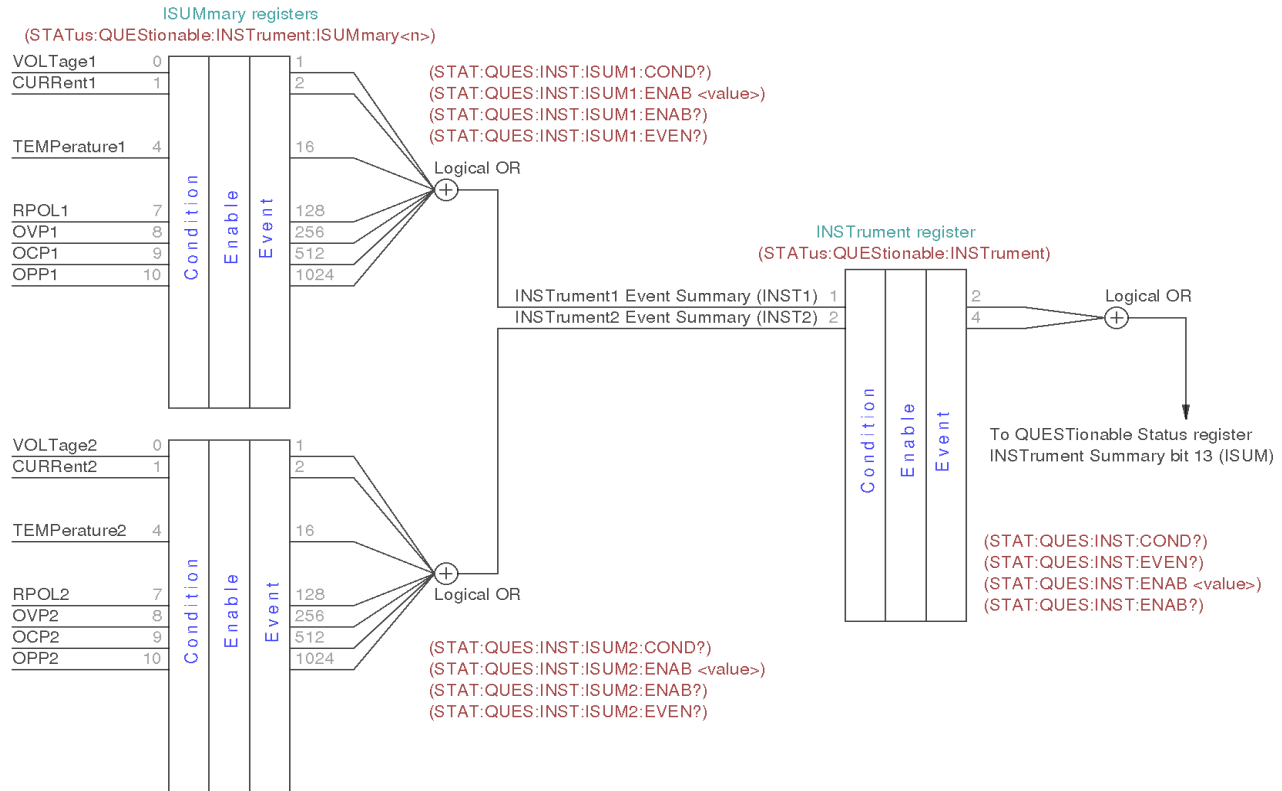 ISUMmary registers
(STATus:QUEStionable:INSTrument:ISUMmary<n>)
VOLTage1 0 1
CURRent1 1 2
TEMPerature1 4 16
RPOL1 7 128
OVP1 8 256
OCP1 9 512
OPP1 10 1024
Condition
Enable
Event
(STAT:QUES:INST:ISUM1:COND?)
(STAT:QUES:INST:ISUM1:ENAB <value>)
(STAT:QUES:INST:ISUM1:ENAB?)
(STAT:QUES:INST:ISUM1:EVEN?)
Logical OR
+
INSTrument register
(STATus:QUEStionable:INSTrument)
INSTrument1 Event Summary (INST1) 1 2
INSTrument2 Event Summary (INST2) 2 4
Condition
Enable
Event
Logical OR
+
To QUESTionable Status register
INSTrument Summary bit 13 (ISUM)
(STAT:QUES:INST:COND?)
(STAT:QUES:INST:EVEN?)
(STAT:QUES:INST:ENAB <value>)
(STAT:QUES:INST:ENAB?)
VOLTage2 0 1
CURRent2 1 2
TEMPerature2 4 16
RPOL2 7 128
OVP2 8 256
OCP2 9 512
OPP2 10 1024
Condition
Enable
Event
+
Logical OR
(STAT:QUES:INST:ISUM2:COND?)
(STAT:QUES:INST:ISUM2:ENAB <value>)
(STAT:QUES:INST:ISUM2:ENAB?)
(STAT:QUES:INST:ISUM2:EVEN?)